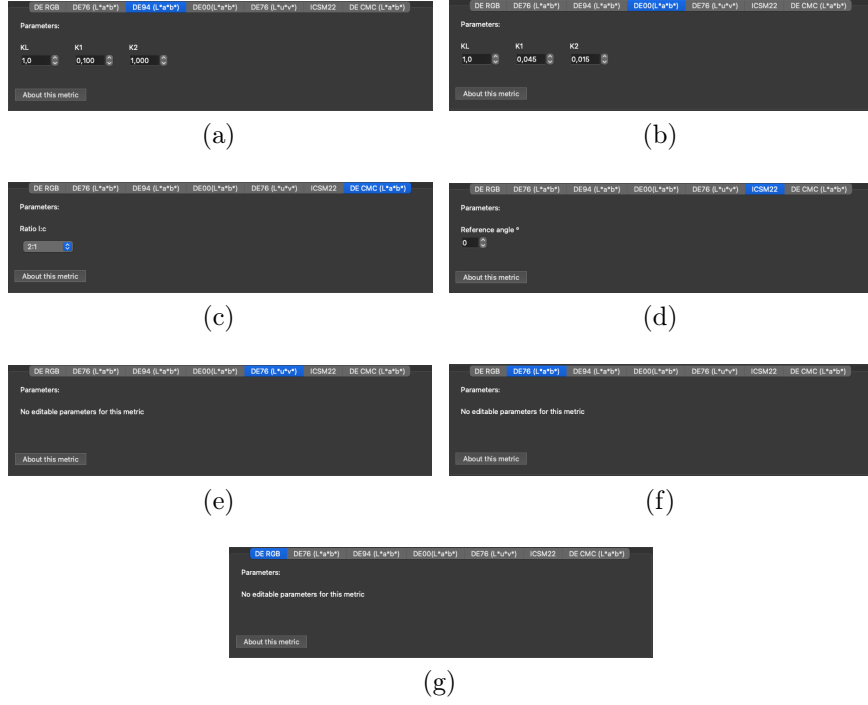 DE RGB DE76 (L*a*b*) DE94 (L*a*b*) DE00(L*a*b*) DE76 (L*u*v*) ICSM22 DE CMC (L*a*b*)
Parameters:
KL K1 K2
1,0 0,100 1,000
About this metric
(a)
DE RGB DE76 (L*a*b*) DE94 (L*a*b*) DE00(L*a*b*) DE76 (L*u*v*) ICSM22 DE CMC (L*a*b*)
Parameters:
KL K1 K2
1,0 0,045 0,015
About this metric
(b)
DE RGB DE76 (L*a*b*) DE94 (L*a*b*) DE00(L*a*b*) DE76 (L*u*v*) ICSM22 DE CMC (L*a*b*)
Parameters:
Ratio l:c
2:1
About this metric
(c)
DE RGB DE76 (L*a*b*) DE94 (L*a*b*) DE00(L*a*b*) DE76 (L*u*v*) ICSM22 DE CMC (L*a*b*)
Parameters:
Reference angle º
0
About this metric
(d)
DE RGB DE76 (L*a*b*) DE94 (L*a*b*) DE00(L*a*b*) DE76 (L*u*v*) ICSM22 DE CMC (L*a*b*)
Parameters:
No editable parameters for this metric
About this metric
(e)
DE RGB DE76 (L*a*b*) DE94 (L*a*b*) DE00(L*a*b*) DE76 (L*u*v*) ICSM22 DE CMC (L*a*b*)
Parameters:
No editable parameters for this metric
About this metric
(f)
DE RGB DE76 (L*a*b*) DE94 (L*a*b*) DE00(L*a*b*) DE76 (L*u*v*) ICSM22 DE CMC (L*a*b*)
Parameters:
No editable parameters for this metric
About this metric
(g)